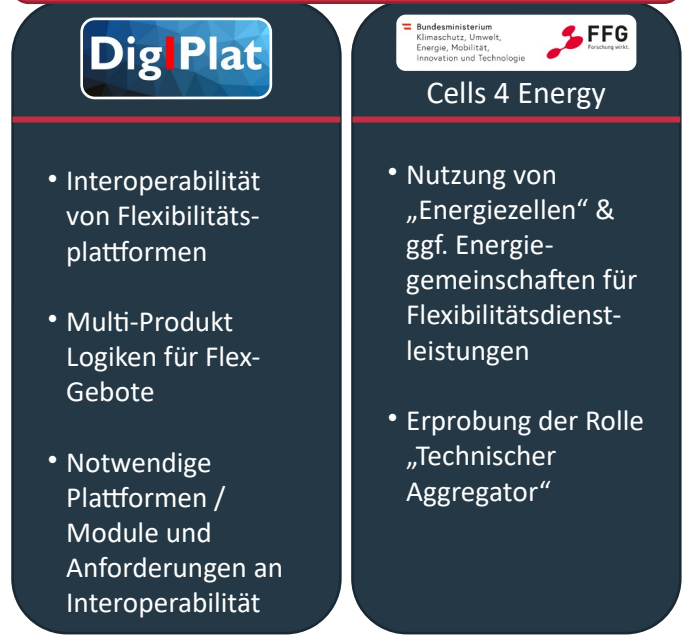 DigIPlat
Interoperabilität
von Flexibilitäts-
plattformen
Multi-Produkt
Logiken für Flex-
Gebote
Notwendige
Plattformen /
Module und
Anforderungen an
Interoperabilität
Bundesministerium
Klimaschutz, Umwelt,
Energie, Mobilität,
Innovation und Technologie
FFG
Forschung wirkt.
Cells 4 Energy
Nutzung von
„Energiezellen“ &
ggf. Energie-
gemeinschaften für
Flexibilitätsdienst-
leistungen
Erprobung der Rolle
„Technischer
Aggregator“